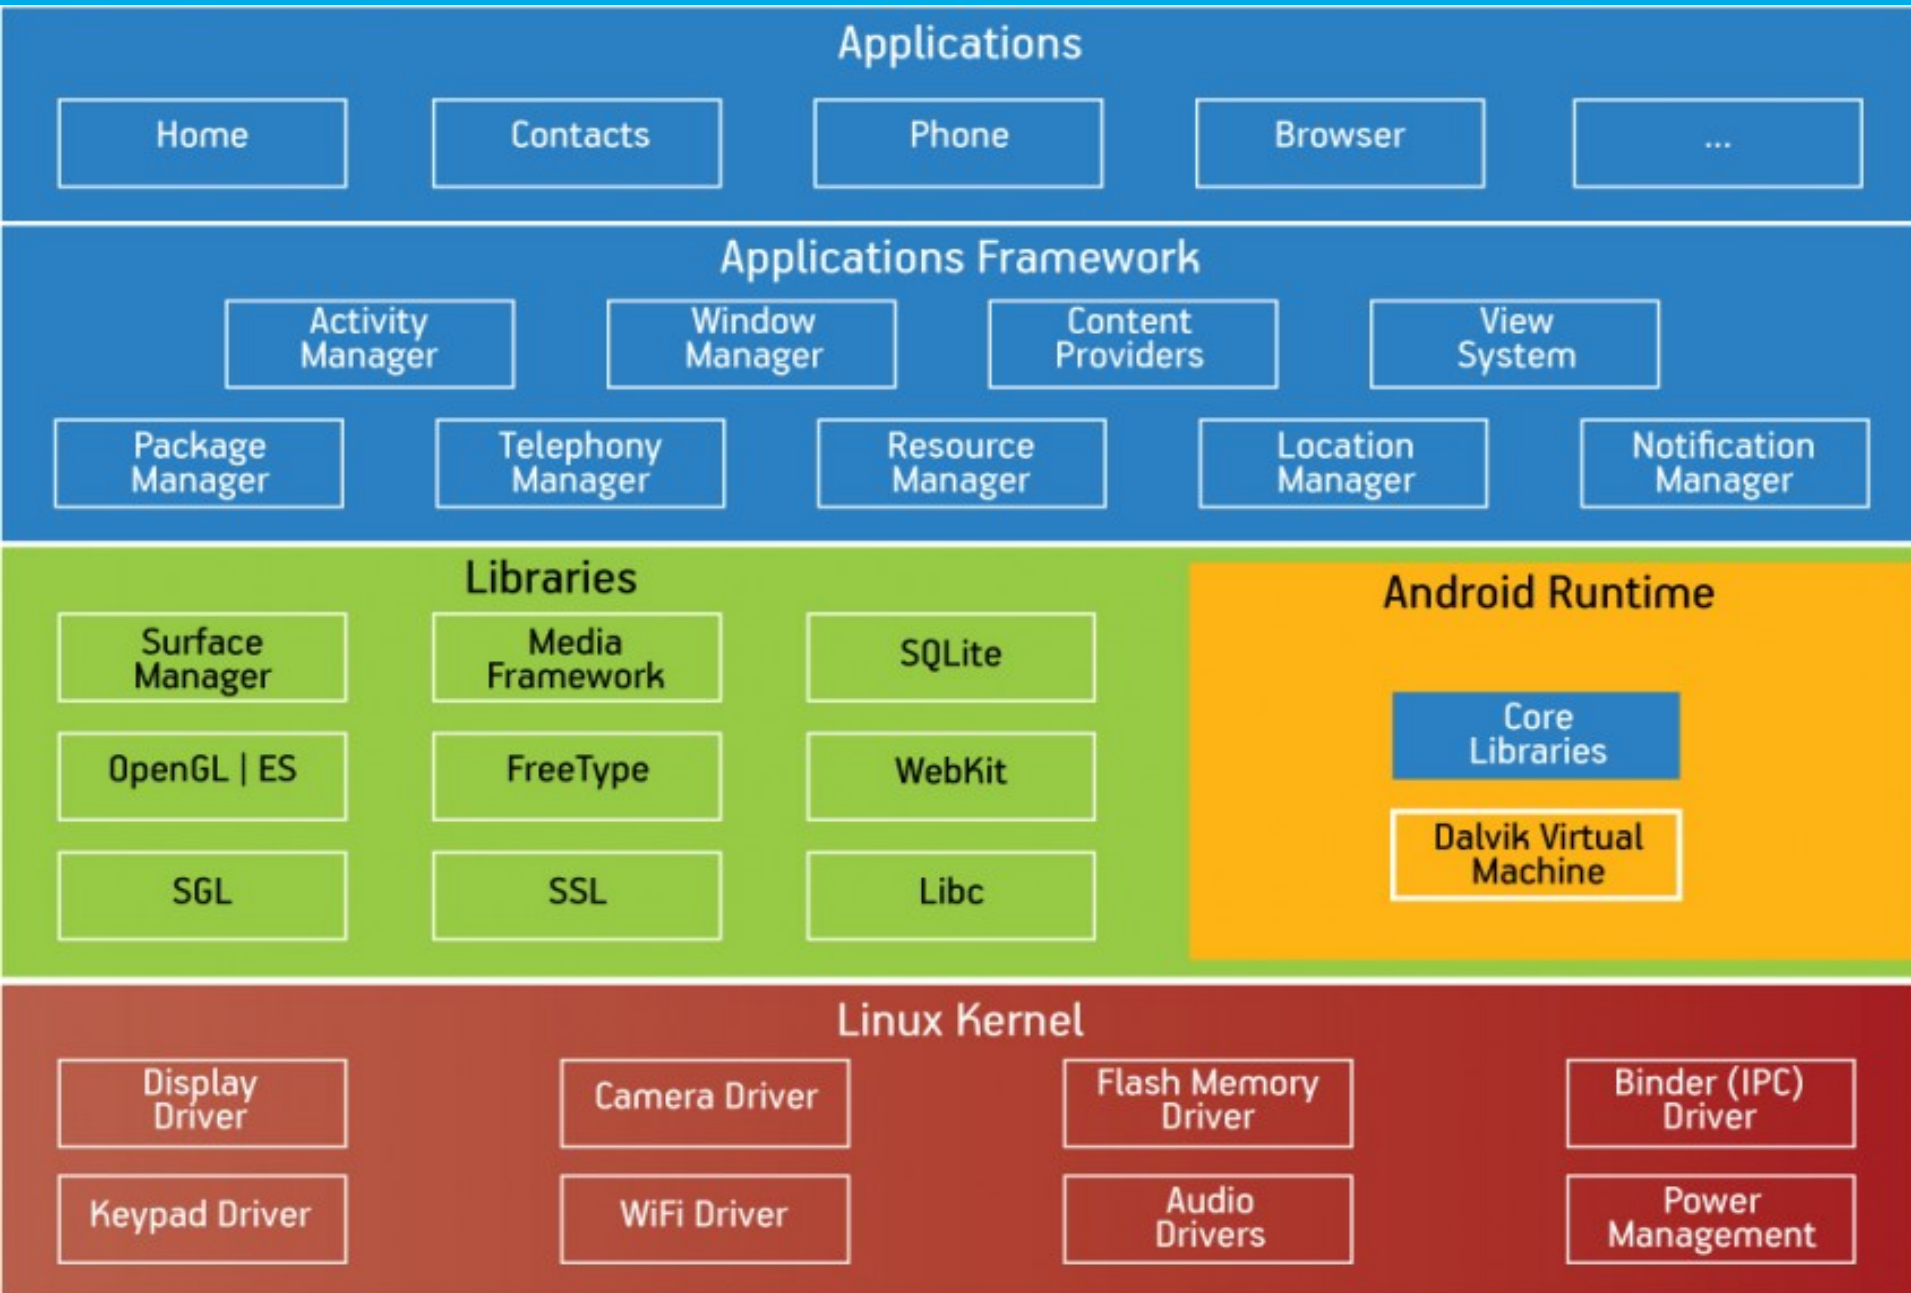 Applications
Home
Contacts
Phone
Browser
...
Applications Framework
Activity
Manager
Window
Manager
Content
Providers
View
System
Package
Manager
Telephony
Manager
Resource
Manager
Location
Manager
Notification
Manager
Libraries
Surface
Manager
Media
Framework
SQLite
OpenGL | ES
FreeType
WebKit
SGL
SSL
Libc
Android Runtime
Core
Libraries
Dalvik Virtual
Machine
Linux Kernel
Display
Driver
Camera Driver
Flash Memory
Driver
Binder (IPC)
Driver
Keypad Driver
WiFi Driver
Audio
Drivers
Power
Management